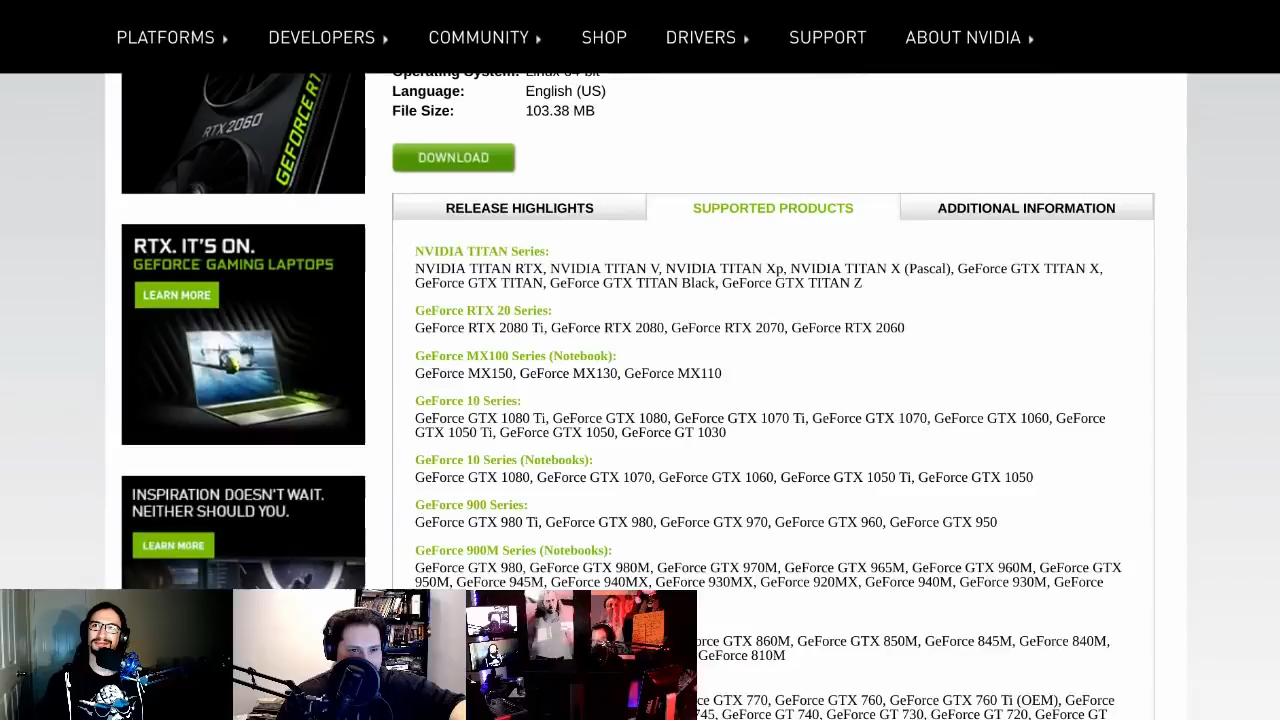 PLATFORMS
DEVELOPERS
COMMUNITY
SHOP
DRIVERS
SUPPORT
ABOUT NVIDIA
Operating System: Linux 64-bit
Language: English (US)
File Size: 103.38 MB
RTX 2060
GEFORCE RT
DOWNLOAD
RELEASE HIGHLIGHTS
SUPPORTED PRODUCTS
ADDITIONAL INFORMATION
RTX. IT'S ON.
GEFORCE GAMING LAPTOPS
LEARN MORE
INSPIRATION DOESN'T WAIT.
NEITHER SHOULD YOU.
LEARN MORE
NVIDIA TITAN Series:
NVIDIA TITAN RTX, NVIDIA TITAN V, NVIDIA TITAN Xp, NVIDIA TITAN X (Pascal), GeForce GTX TITAN X,
GeForce GTX TITAN, GeForce GTX TITAN Black, GeForce GTX TITAN Z
GeForce RTX 20 Series:
GeForce RTX 2080 Ti, GeForce RTX 2080, GeForce RTX 2070, GeForce RTX 2060
GeForce MX100 Series (Notebook):
GeForce MX150, GeForce MX130, GeForce MX110
GeForce 10 Series:
GeForce GTX 1080 Ti, GeForce GTX 1080, GeForce GTX 1070 Ti, GeForce GTX 1070, GeForce GTX 1060, GeForce
GTX 1050 Ti, GeForce GTX 1050, GeForce GT 1030
GeForce 10 Series (Notebooks):
GeForce GTX 1080, GeForce GTX 1070, GeForce GTX 1060, GeForce GTX 1050 Ti, GeForce GTX 1050
GeForce 900 Series:
GeForce GTX 980 Ti, GeForce GTX 980, GeForce GTX 970, GeForce GTX 960, GeForce GTX 950
GeForce 900M Series (Notebooks):
GeForce GTX 980, GeForce GTX 980M, GeForce GTX 970M, GeForce GTX 965M, GeForce GTX 960M, GeForce GTX
950M, GeForce 945M, GeForce 940MX, GeForce 930MX, GeForce 920MX, GeForce 940M, GeForce 930M, GeForce
rce GTX 860M, GeForce GTX 850M, GeForce 845M, GeForce 840M,
GeForce 810M
ce GTX 770, GeForce GTX 760, GeForce GTX 760 Ti (OEM), GeForce
745, GeForce GT 740, GeForce GT 730, GeForce GT 720, GeForce GT